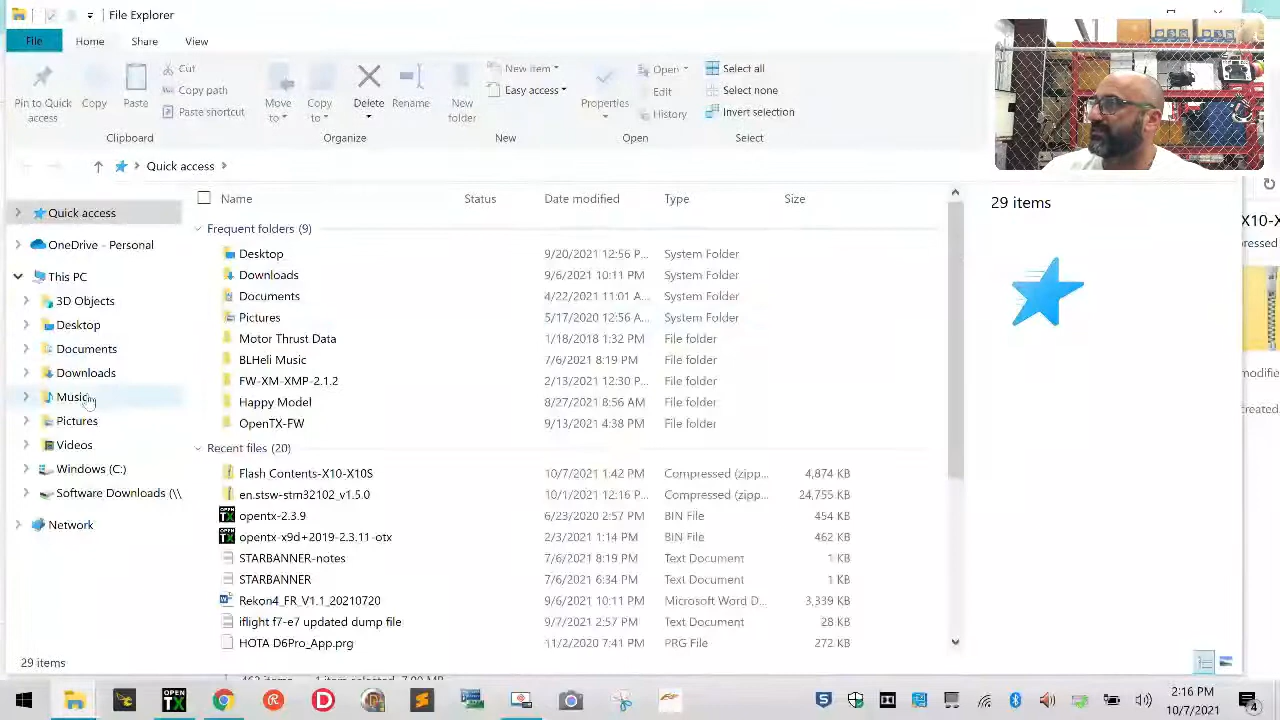 File Explorer
File Home Share View
Pin to Quick access
Copy
Paste
Cut
Copy path
Paste shortcut
Clipboard
Move to
Copy to
Delete
Rename
Organize
New folder
New item
Easy access
New
Properties
Open
Edit
History
Open
Select all
Select none
Invert selection
Select
Quick access
Name Status Date modified Type Size
29 items
Quick access
OneDrive - Personal
This PC
3D Objects
Desktop
Documents
Downloads
Music
Pictures
Videos
Windows (C:)
Software Downloads (\\
Network
Frequent folders (9)
Desktop 9/20/2021 12:56 P... System Folder
Downloads 9/6/2021 10:11 PM System Folder
Documents 4/22/2021 11:01 A... System Folder
Pictures 5/17/2020 12:56 A... System Folder
Motor Thrust Data 1/18/2018 1:32 PM File folder
BLHeli Music 7/6/2021 8:19 PM File folder
FW-XM-XMP-2.1.2 2/13/2021 12:30 P... File folder
Happy Model 8/27/2021 8:56 AM File folder
OpenTX-FW 9/13/2021 4:38 PM File folder
Recent files (20)
Flash Contents-X10-X10S 10/7/2021 1:42 PM Compressed (zipp... 4,874 KB
en.stsw-stm32102_v1.5.0 10/1/2021 12:16 P... Compressed (zipp... 24,755 KB
opentx-2.3.9 6/23/2020 2:57 PM BIN File 454 KB
opentx-x9d+2019-2.3.11-otx 2/3/2021 1:14 PM BIN File 462 KB
STARBANNER-notes 7/6/2021 8:19 PM Text Document 1 KB
STARBANNER 7/6/2021 6:34 PM Text Document 1 KB
Rekon4_FR_V1.1_20210720 9/6/2021 10:11 PM Microsoft Word D... 3,339 KB
iflight f7-e7 updated dump file 9/7/2021 2:57 PM Text Document 28 KB
HOTA D6Pro_App.prg 11/2/2020 7:41 PM PRG File 272 KB
29 items
OPEN TX
2:16 PM
10/7/2021
4